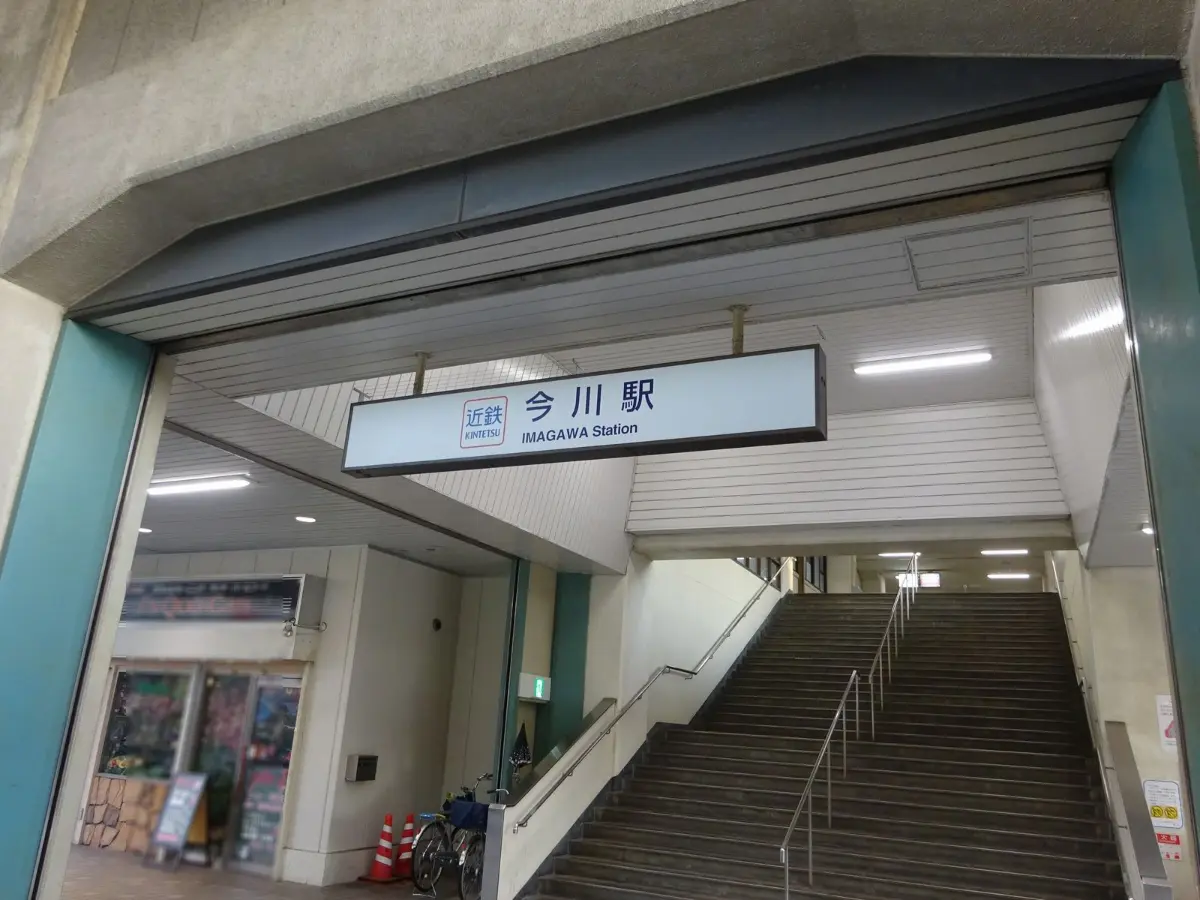 近鉄
KINTETSU
今川駅
IMAGAWA Station